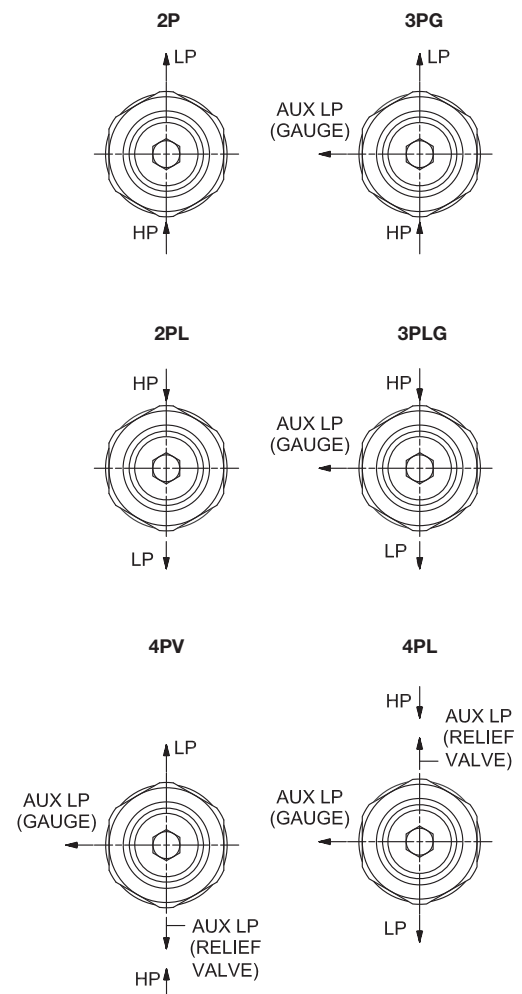 2P
LP
HP
3PG
LP
AUX LP
(GAUGE)
HP
2PL
HP
LP
3PLG
HP
AUX LP
(GAUGE)
LP
4PV
LP
AUX LP
(GAUGE)
AUX LP
(RELIEF
VALVE)
HP
4PL
HP
AUX LP
(RELIEF
VALVE)
AUX LP
(GAUGE)
LP